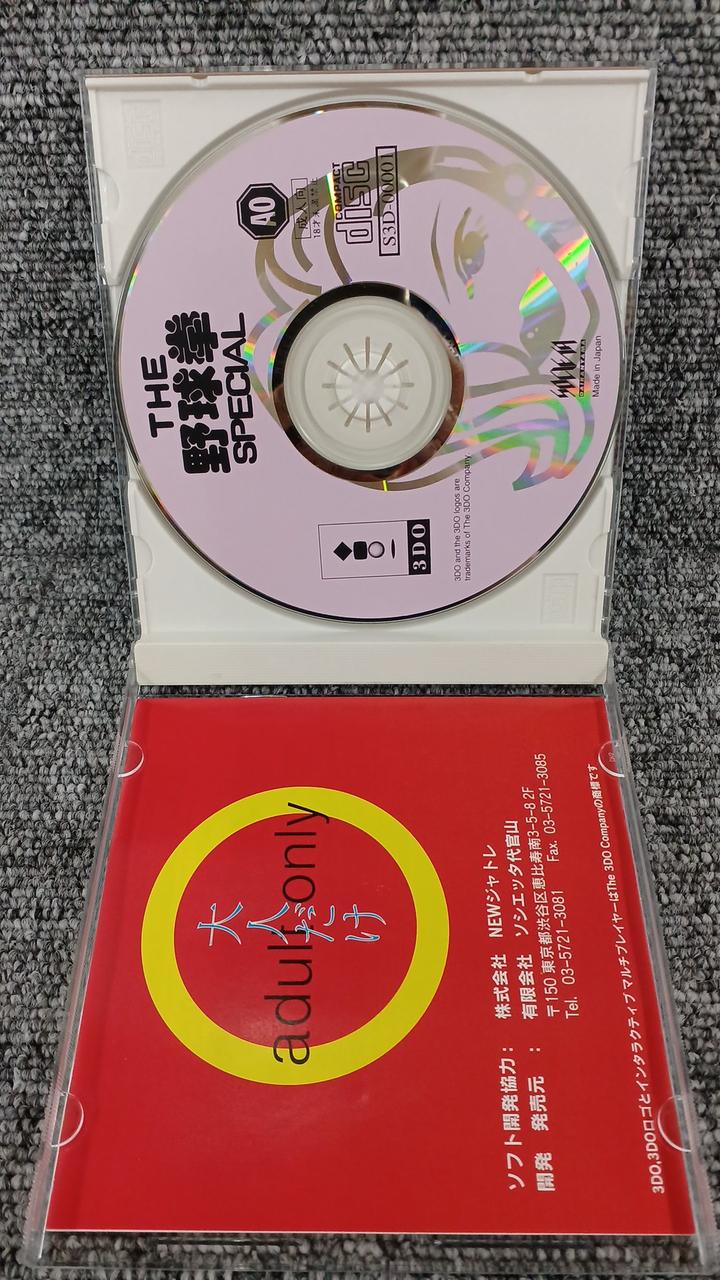 THE
野球拳
SPECIAL
AO
成人向
18才未満禁止
COMPACT
disc
S3D-00001
Made in Japan
3DO
3DO and the 3DO logos are
trademarks of The 3DO Company.
adult only
大人だけ
ソフト開発協力: 株式会社 NEWジャトレ
開発 発売元 : 有限会社 ソシエッタ代官山
〒150 東京都渋谷区恵比寿南3-5-8 2F
Tel. 03-5721-3081 Fax. 03-5721-3085
3DO,3DOロゴとインタラクティブマルチプレイヤーはThe 3DO Companyの商標です